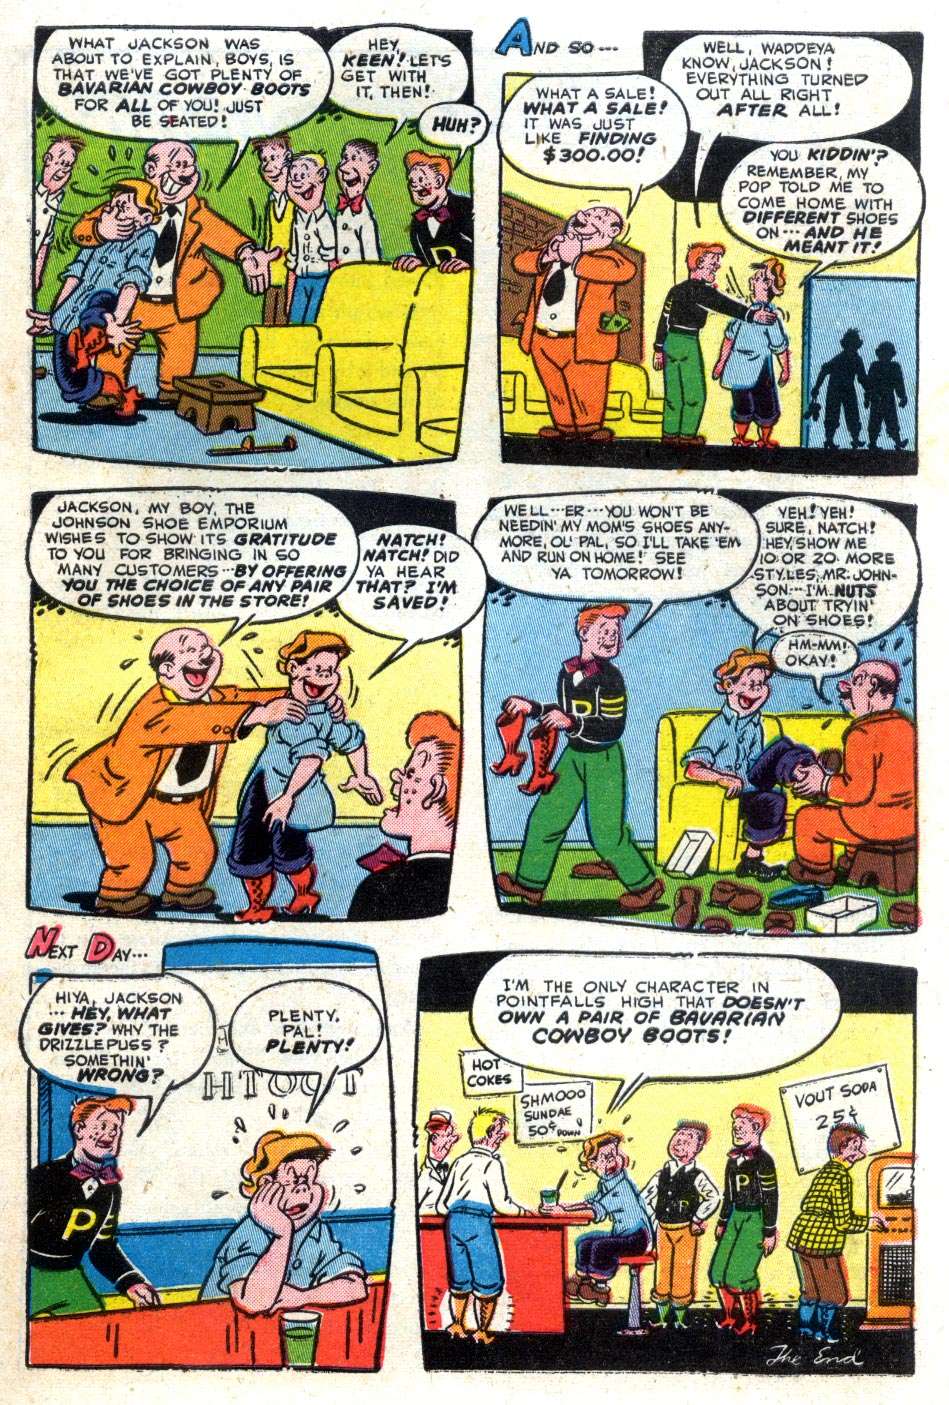 WHAT JACKSON WAS
ABOUT TO EXPLAIN, BOYS, IS
THAT WE'VE GOT PLENTY OF
BAVARIAN COWBOY BOOTS
FOR ALL OF YOU! JUST
BE SEATED!
HEY,
KEEN! LET'S
GET WITH
IT, THEN!
HUH?
AND SO---
WHAT A SALE!
WHAT A SALE!
IT WAS JUST
LIKE FINDING
$300.00!
WELL, WADDEYA
KNOW, JACKSON!
EVERYTHING TURNED
OUT ALL RIGHT
AFTER ALL!
YOU KIDDIN'?
REMEMBER, MY
POP TOLD ME TO
COME HOME WITH
DIFFERENT SHOES
ON --- AND HE
MEANT IT!
JACKSON, MY BOY, THE
JOHNSON SHOE EMPORIUM
WISHES TO SHOW ITS GRATITUDE
TO YOU FOR BRINGING IN SO
MANY CUSTOMERS --- BY OFFERING
YOU THE CHOICE OF ANY PAIR
OF SHOES IN THE STORE!
NATCH!
NATCH! DID
YA HEAR
THAT? I'M
SAVED!
WELL---ER---YOU WON'T BE
NEEDIN' MY MOM'S SHOES ANY-
MORE, OL' PAL, SO I'LL TAKE 'EM
AND RUN ON HOME! SEE
YA TOMORROW!
YEH! YEH!
SURE, NATCH!
HEY, SHOW ME
10 OR 20 MORE
STYLES, MR. JOHN-
SON--- I'M NUTS
ABOUT TRYIN'
ON SHOES!
HM-MM!
OKAY!
P
NEXT DAY---
HIYA, JACKSON
--- HEY, WHAT
GIVES? WHY THE
DRIZZLEPUSS?
SOMETHIN'
WRONG?
PLENTY,
PAL!
PLENTY!
HTOOT
P
I'M THE ONLY CHARACTER IN
POINTFALLS HIGH THAT DOESN'T
OWN A PAIR OF BAVARIAN
COWBOY BOOTS!
HOT
COKES
SHMOOO
SUNDAE
50¢ DOWN
VOUT SODA
25¢
P
P
The End